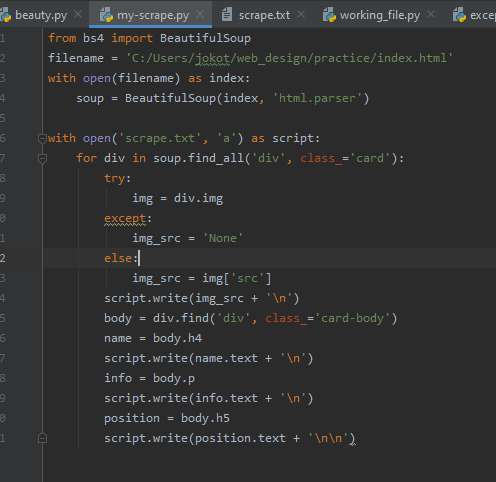 beauty.py my-scrape.py scrape.txt working_file.py exce
1 from bs4 import BeautifulSoup
2 filename = 'C:/Users/jokot/web_design/practice/index.html'
3 with open(filename) as index:
4 soup = BeautifulSoup(index, 'html.parser')
5
6 with open('scrape.txt', 'a') as script:
7 for div in soup.find_all('div', class_='card'):
8 try:
9 img = div.img
0 except:
1 img_src = 'None'
2 else:
3 img_src = img['src']
4 script.write(img_src + '\n')
5 body = div.find('div', class_='card-body')
6 name = body.h4
7 script.write(name.text + '\n')
8 info = body.p
9 script.write(info.text + '\n')
0 position = body.h5
1 script.write(position.text + '\n\n')